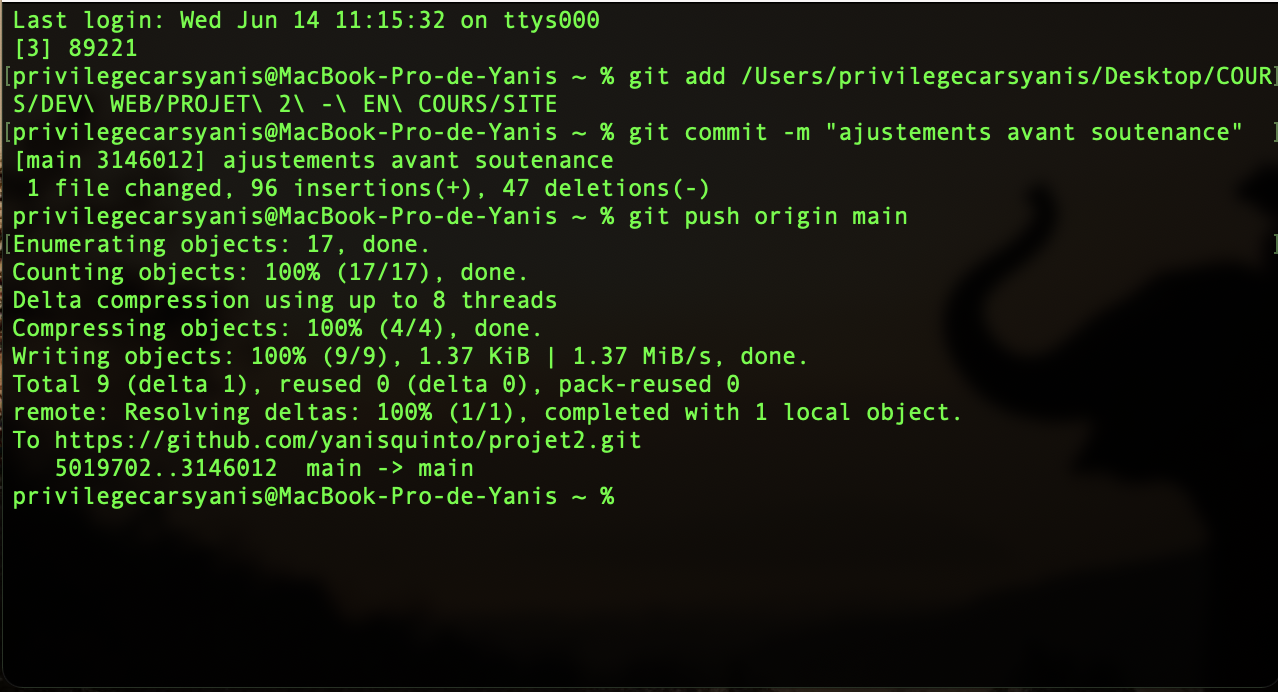 Last login: Wed Jun 14 11:15:32 on ttys000
[3] 89221
[privilegecarsyanis@MacBook-Pro-de-Yanis ~ % git add /Users/privilegecarsyanis/Desktop/COUR]
S/DEV\ WEB/PROJET\ 2\ -\ EN\ COURS/SITE
[privilegecarsyanis@MacBook-Pro-de-Yanis ~ % git commit -m "ajustements avant soutenance" ]
[main 3146012] ajustements avant soutenance
 1 file changed, 96 insertions(+), 47 deletions(-)
privilegecarsyanis@MacBook-Pro-de-Yanis ~ % git push origin main
[Enumerating objects: 17, done. ]
Counting objects: 100% (17/17), done.
Delta compression using up to 8 threads
Compressing objects: 100% (4/4), done.
Writing objects: 100% (9/9), 1.37 KiB | 1.37 MiB/s, done.
Total 9 (delta 1), reused 0 (delta 0), pack-reused 0
remote: Resolving deltas: 100% (1/1), completed with 1 local object.
To https://github.com/yanisquinto/projet2.git
   5019702..3146012  main -> main
privilegecarsyanis@MacBook-Pro-de-Yanis ~ %